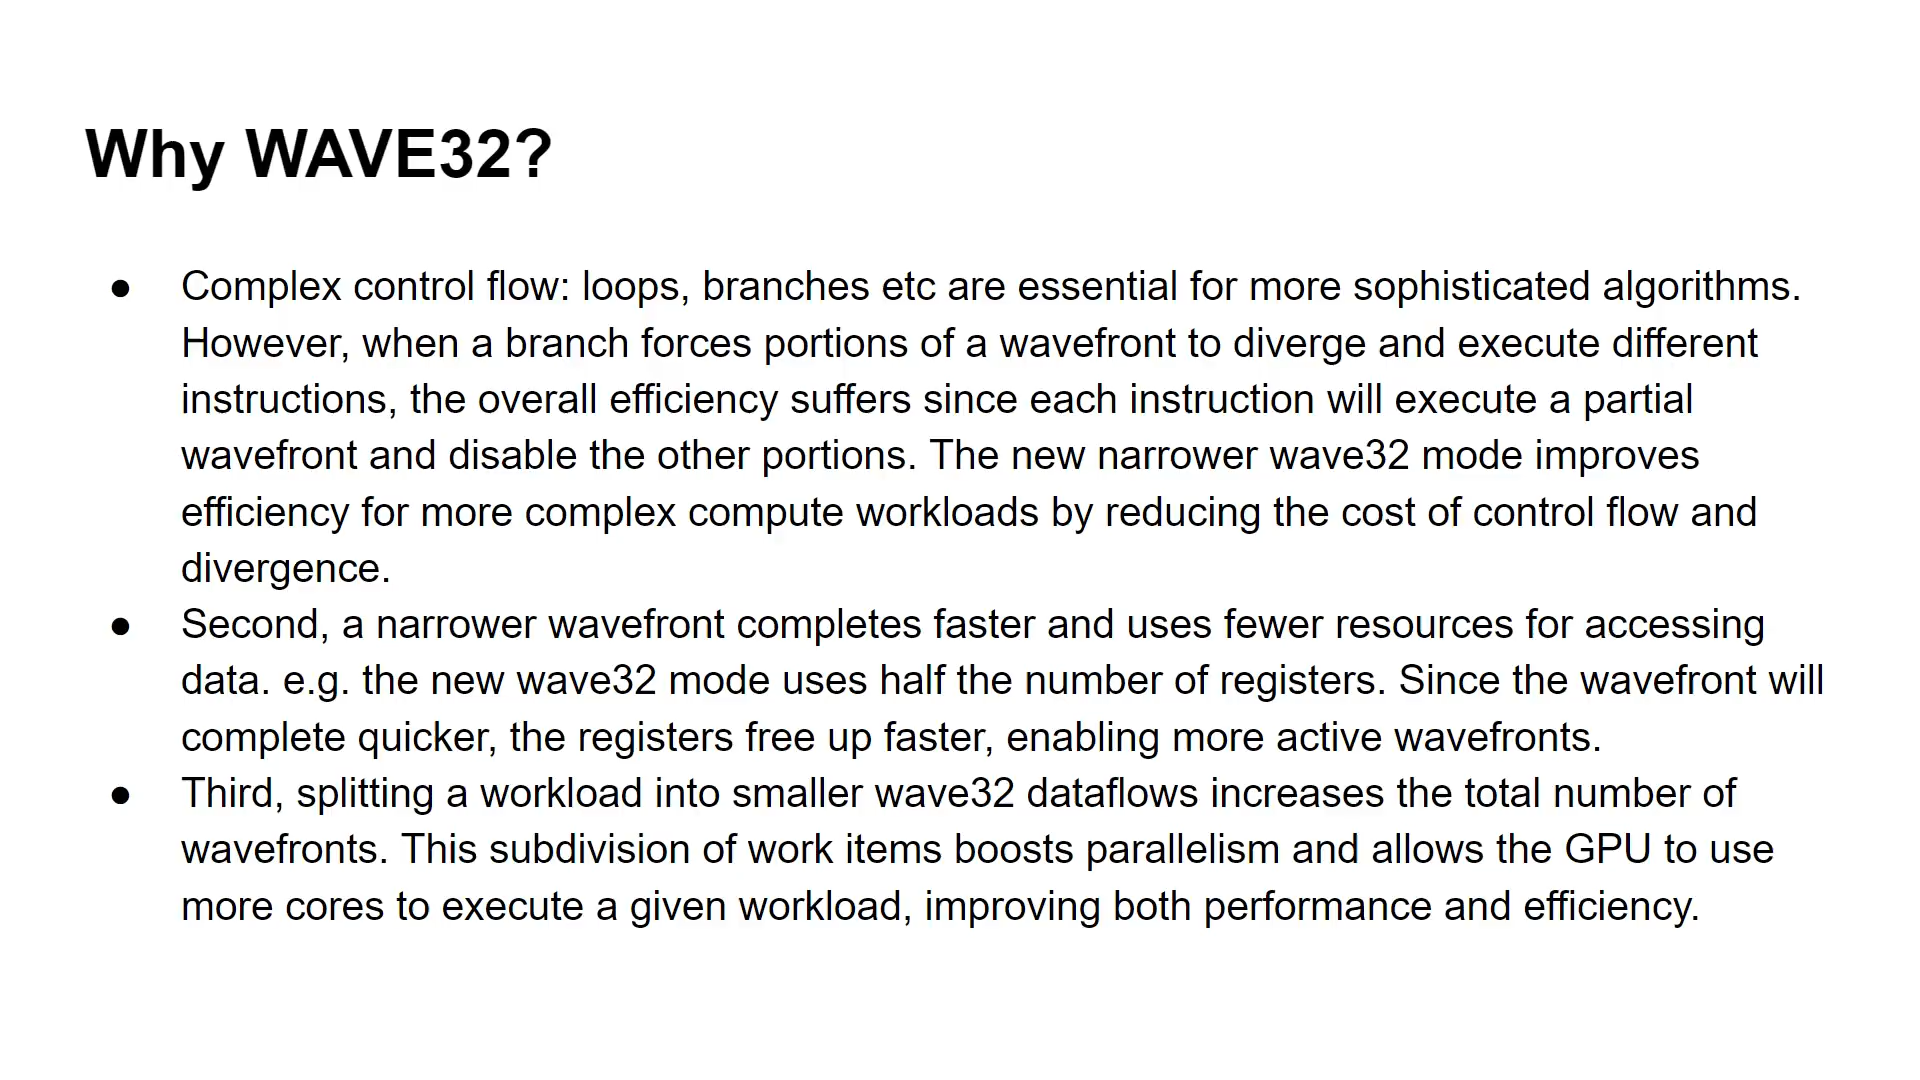 Why WAVE32?
● Complex control flow: loops, branches etc are essential for more sophisticated algorithms.
However, when a branch forces portions of a wavefront to diverge and execute different
instructions, the overall efficiency suffers since each instruction will execute a partial
wavefront and disable the other portions. The new narrower wave32 mode improves
efficiency for more complex compute workloads by reducing the cost of control flow and
divergence.
● Second, a narrower wavefront completes faster and uses fewer resources for accessing
data. e.g. the new wave32 mode uses half the number of registers. Since the wavefront will
complete quicker, the registers free up faster, enabling more active wavefronts.
● Third, splitting a workload into smaller wave32 dataflows increases the total number of
wavefronts. This subdivision of work items boosts parallelism and allows the GPU to use
more cores to execute a given workload, improving both performance and efficiency.